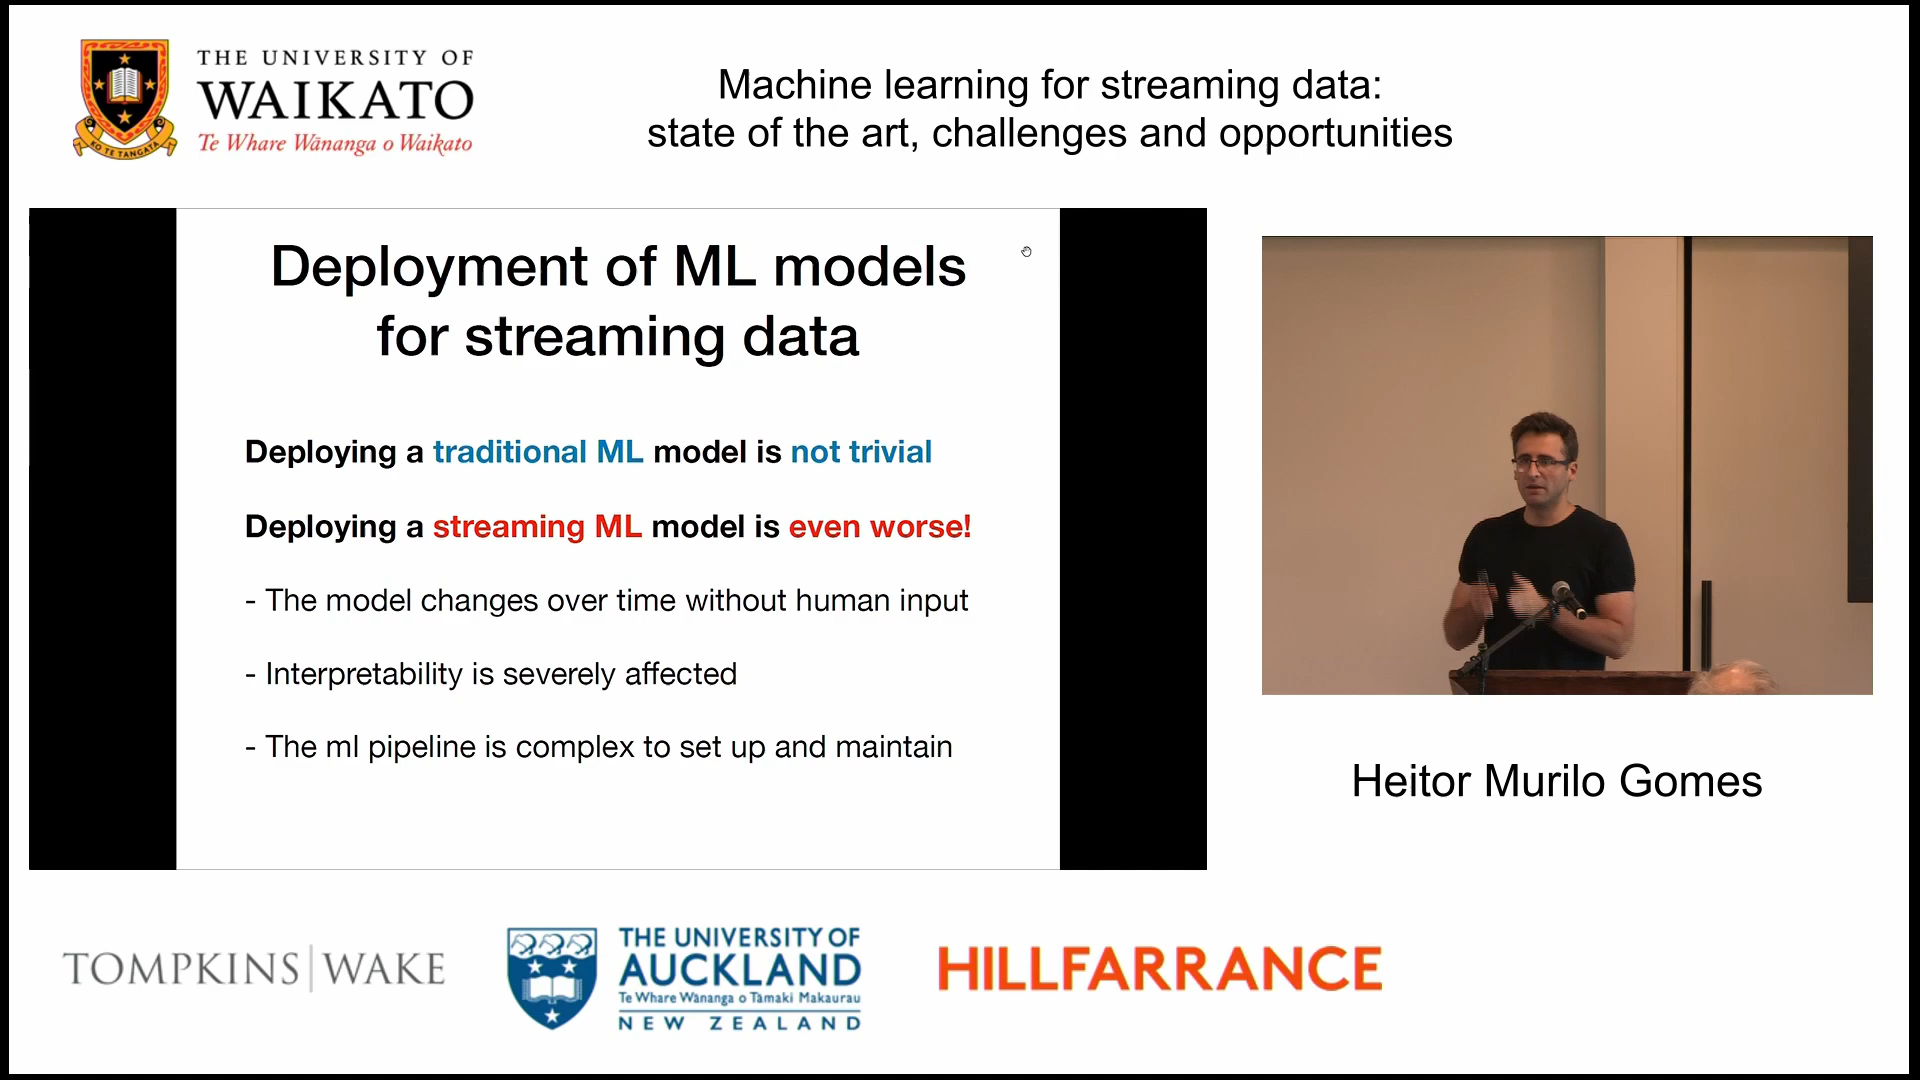 THE UNIVERSITY OF
WAIKATO
Te Whare Wānanga o Waikato
KO TE TANGATA
Machine learning for streaming data:
state of the art, challenges and opportunities
Deployment of ML models
for streaming data
Deploying a traditional ML model is not trivial
Deploying a streaming ML model is even worse!
- The model changes over time without human input
- Interpretability is severely affected
- The ml pipeline is complex to set up and maintain
Heitor Murilo Gomes
TOMPKINS|WAKE
THE UNIVERSITY OF
AUCKLAND
Te Whare Wānanga o Tāmaki Makaurau
NEW ZEALAND
HILLFARRANCE